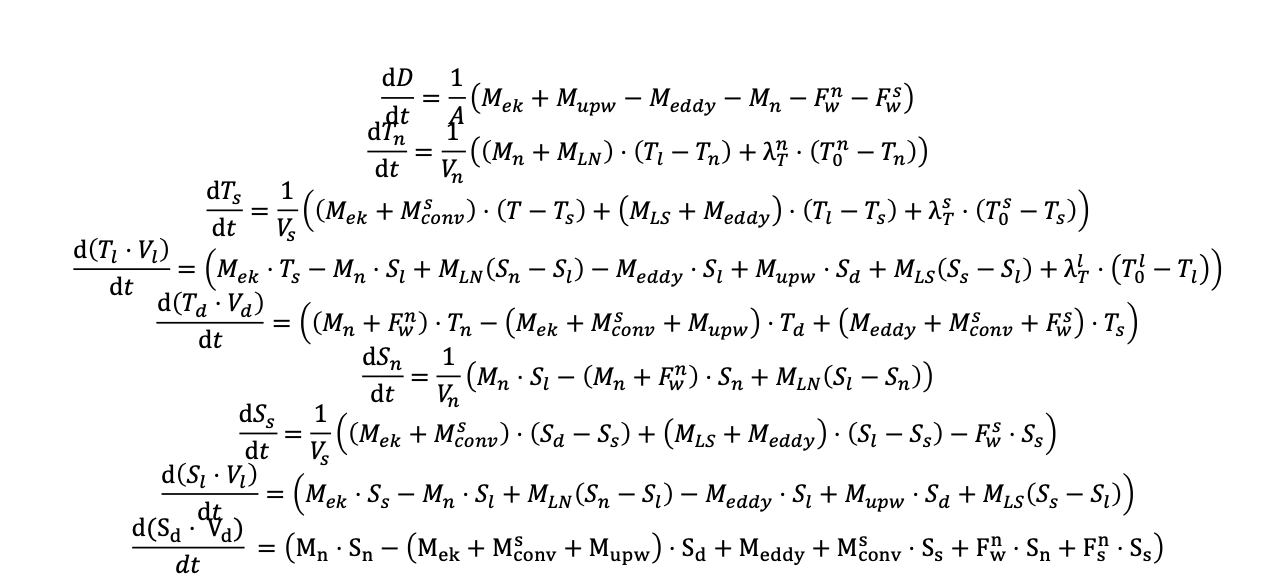 dD/dt = 1/A (M_ek + M_upw − M_eddy − M_n − F_w^n − F_w^s)
dT_n/dt = 1/V_n ((M_n + M_LN) · (T_l − T_n) + λ_T^n · (T_0^n − T_n))
dT_s/dt = 1/V_s ((M_ek + M_conv^s) · (T − T_s) + (M_LS + M_eddy) · (T_l − T_s) + λ_T^s · (T_0^s − T_s))
d(T_l · V_l)/dt = (M_ek · T_s − M_n · S_l + M_LN(S_n − S_l) − M_eddy · S_l + M_upw · S_d + M_LS(S_s − S_l) + λ_T^l · (T_0^l − T_l))
d(T_d · V_d)/dt = ((M_n + F_w^n) · T_n − (M_ek + M_conv^s + M_upw) · T_d + (M_eddy + M_conv^s + F_w^s) · T_s)
dS_n/dt = 1/V_n (M_n · S_l − (M_n + F_w^n) · S_n + M_LN(S_l − S_n))
dS_s/dt = 1/V_s ((M_ek + M_conv^s) · (S_d − S_s) + (M_LS + M_eddy) · (S_l − S_s) − F_w^s · S_s)
d(S_l · V_l)/dt = (M_ek · S_s − M_n · S_l + M_LN(S_n − S_l) − M_eddy · S_l + M_upw · S_d + M_LS(S_s − S_l))
d(S_d · V_d)/dt = (M_n · S_n − (M_ek + M_conv^s + M_upw) · S_d + M_eddy + M_conv^s · S_s + F_w^n · S_n + F_s^n · S_s)